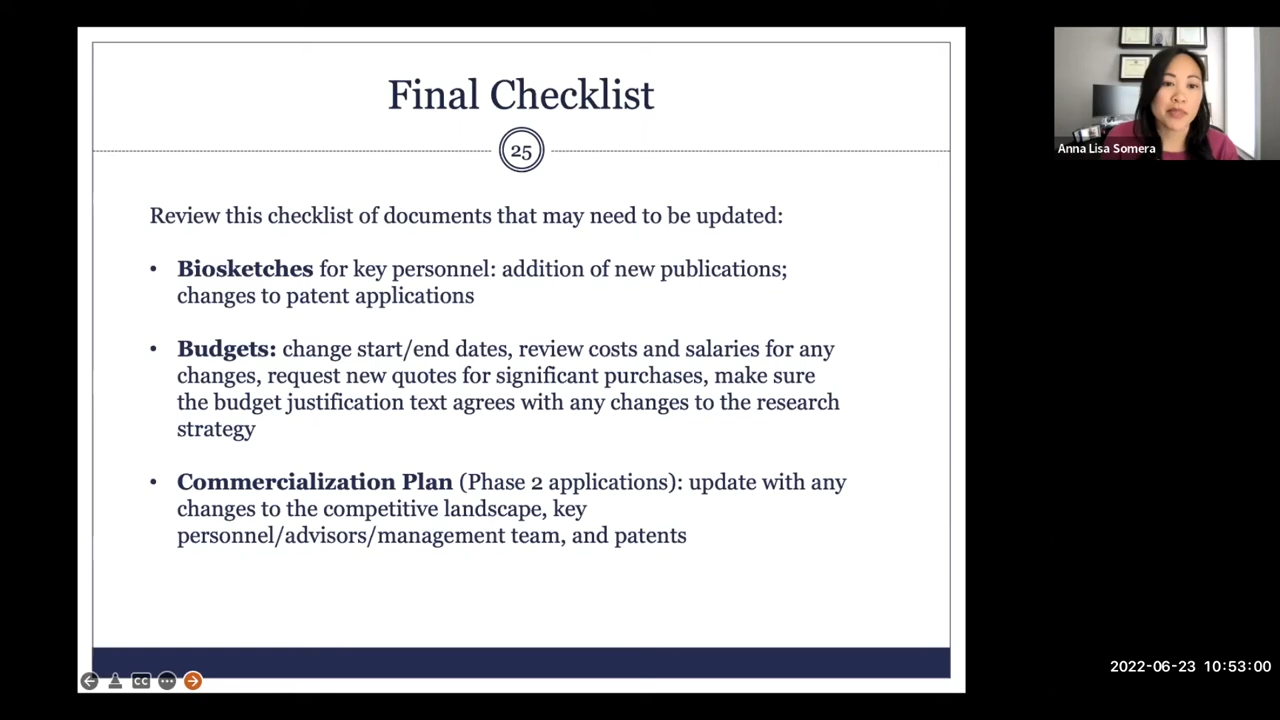 Final Checklist
25
Review this checklist of documents that may need to be updated:
• Biosketches for key personnel: addition of new publications;
changes to patent applications
• Budgets: change start/end dates, review costs and salaries for any
changes, request new quotes for significant purchases, make sure
the budget justification text agrees with any changes to the research
strategy
• Commercialization Plan (Phase 2 applications): update with any
changes to the competitive landscape, key
personnel/advisors/management team, and patents
CC
Anna Lisa Somera
2022-06-23 10:53:00